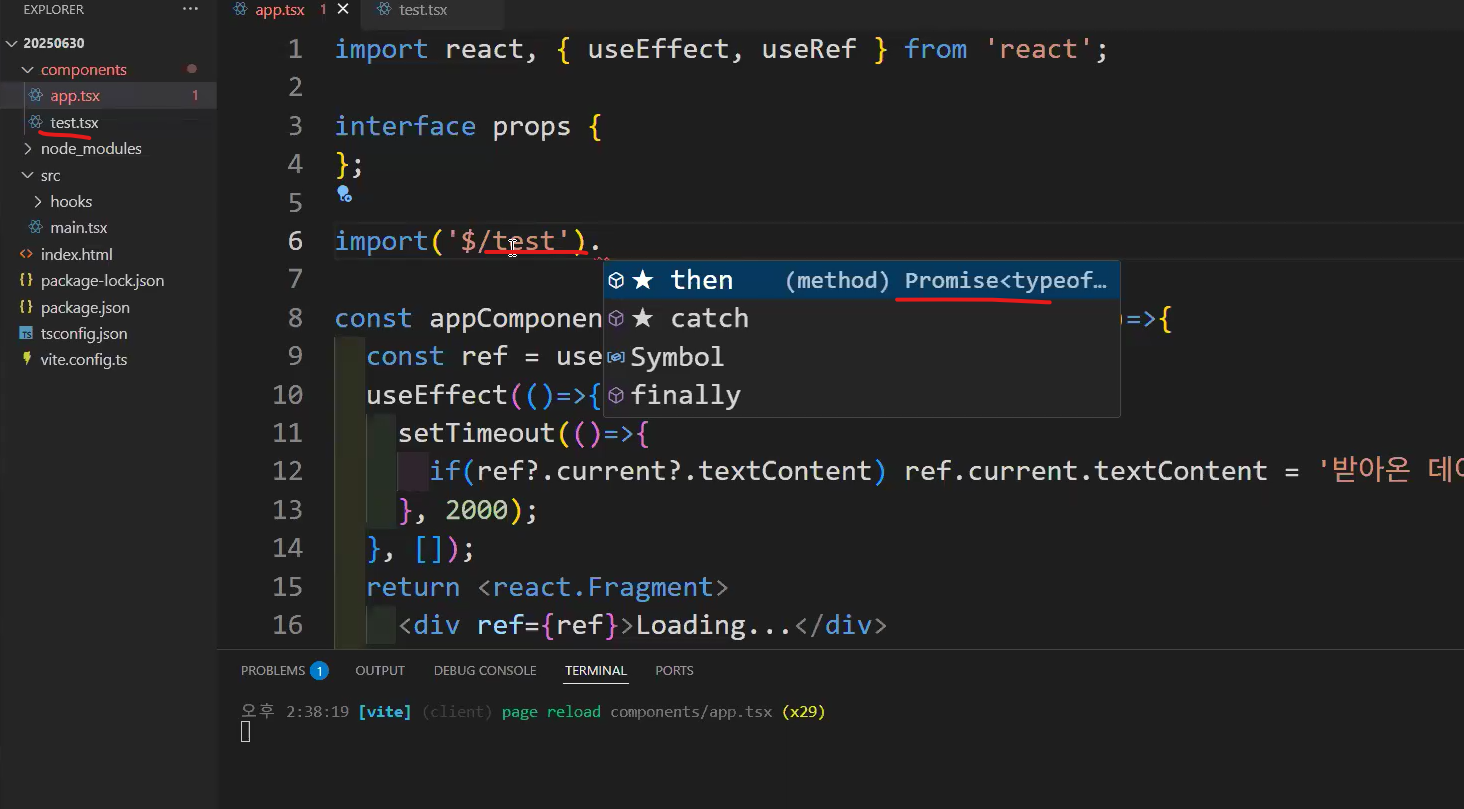 EXPLORER ...
20250630
components
app.tsx 1
test.tsx
node_modules
src
hooks
main.tsx
index.html
package-lock.json
package.json
tsconfig.json
vite.config.ts
app.tsx 1
test.tsx
1 import react, { useEffect, useRef } from 'react';
2
3 interface props {
4 };
5
6 import('$/test').
7
then (method) Promise<typeof…
catch
Symbol
finally
8 const appComponen )=>{
9 const ref = use
10 useEffect(()=>{
11 setTimeout(()=>{
12 if(ref?.current?.textContent) ref.current.textContent = '받아온
13 }, 2000);
14 }, []);
15 return <react.Fragment>
16 <div ref={ref}>Loading...</div>
PROBLEMS 1 OUTPUT DEBUG CONSOLE TERMINAL PORTS
오후 2:38:19 [vite] (client) page reload components/app.tsx (x29)